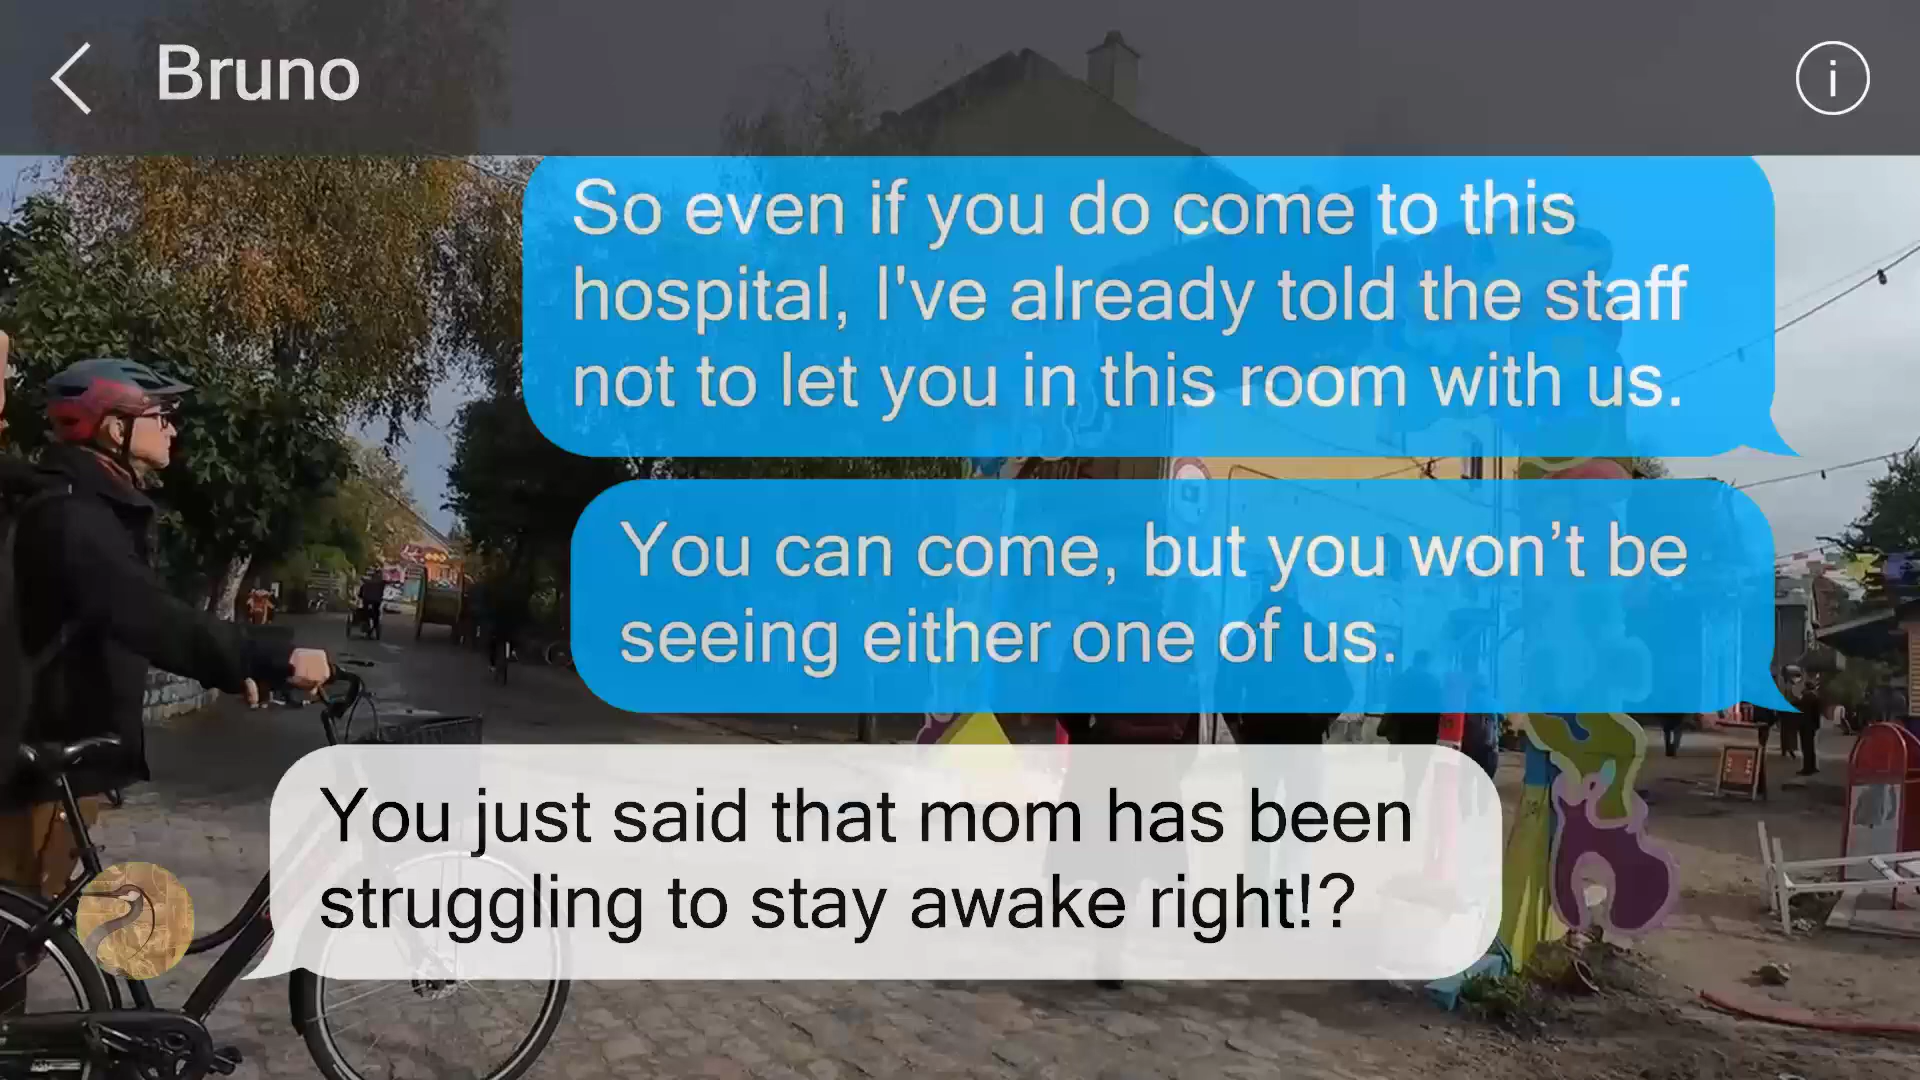 Bruno
So even if you do come to this
hospital, I've already told the staff
not to let you in this room with us.
You can come, but you won’t be
seeing either one of us.
You just said that mom has been
struggling to stay awake right!?